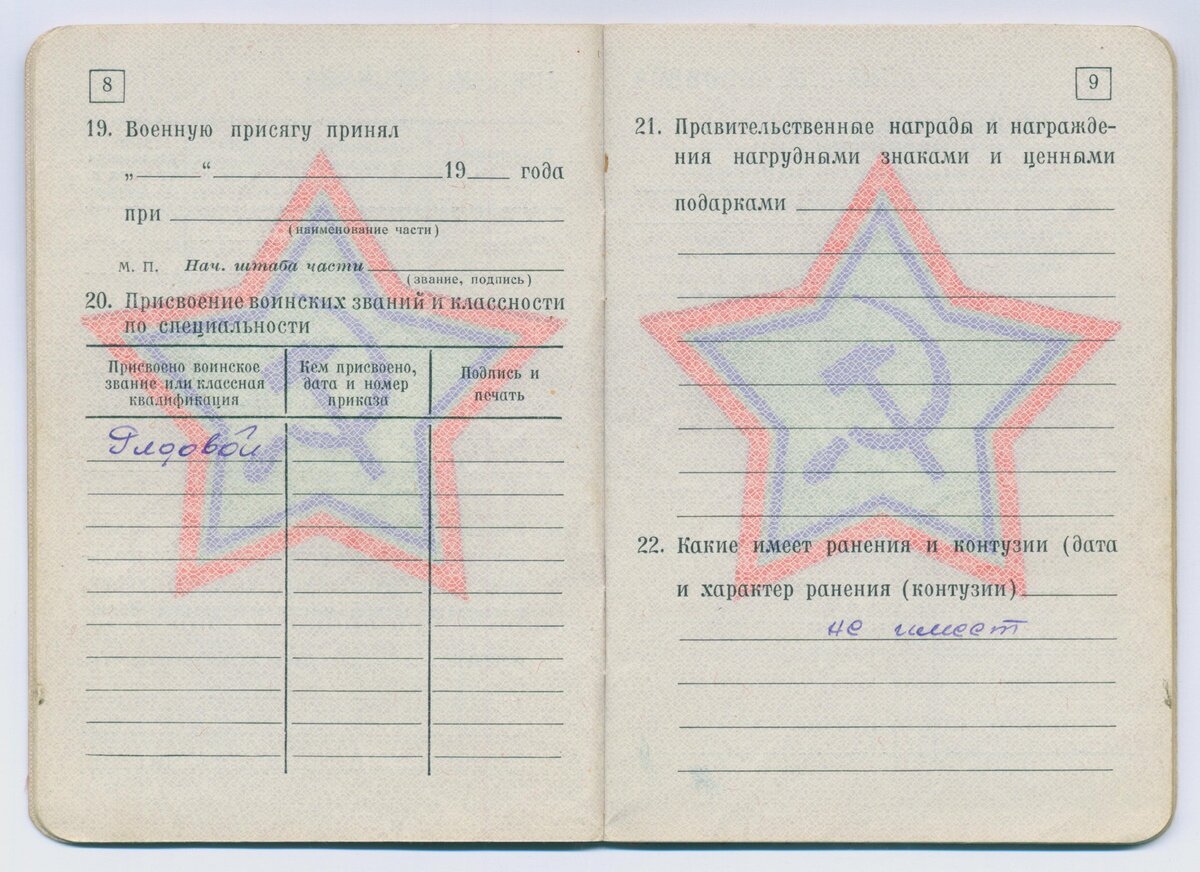 8
19. Военную присягу принял
„ “ 19 года
при
(наименование части)
М. П. Нач. штаба части
(звание, подпись)
20. Присвоение воинских званий и классности
по специальности
Присвоено воинское
звание или классная
квалификация
Кем присвоено,
дата и номер
приказа
Подпись и
печать
Рядовой
9
21. Правительственные награды и награжде-
ния нагрудными знаками и ценными
подарками
22. Какие имеет ранения и контузии (дата
и характер ранения (контузии)
не имеет